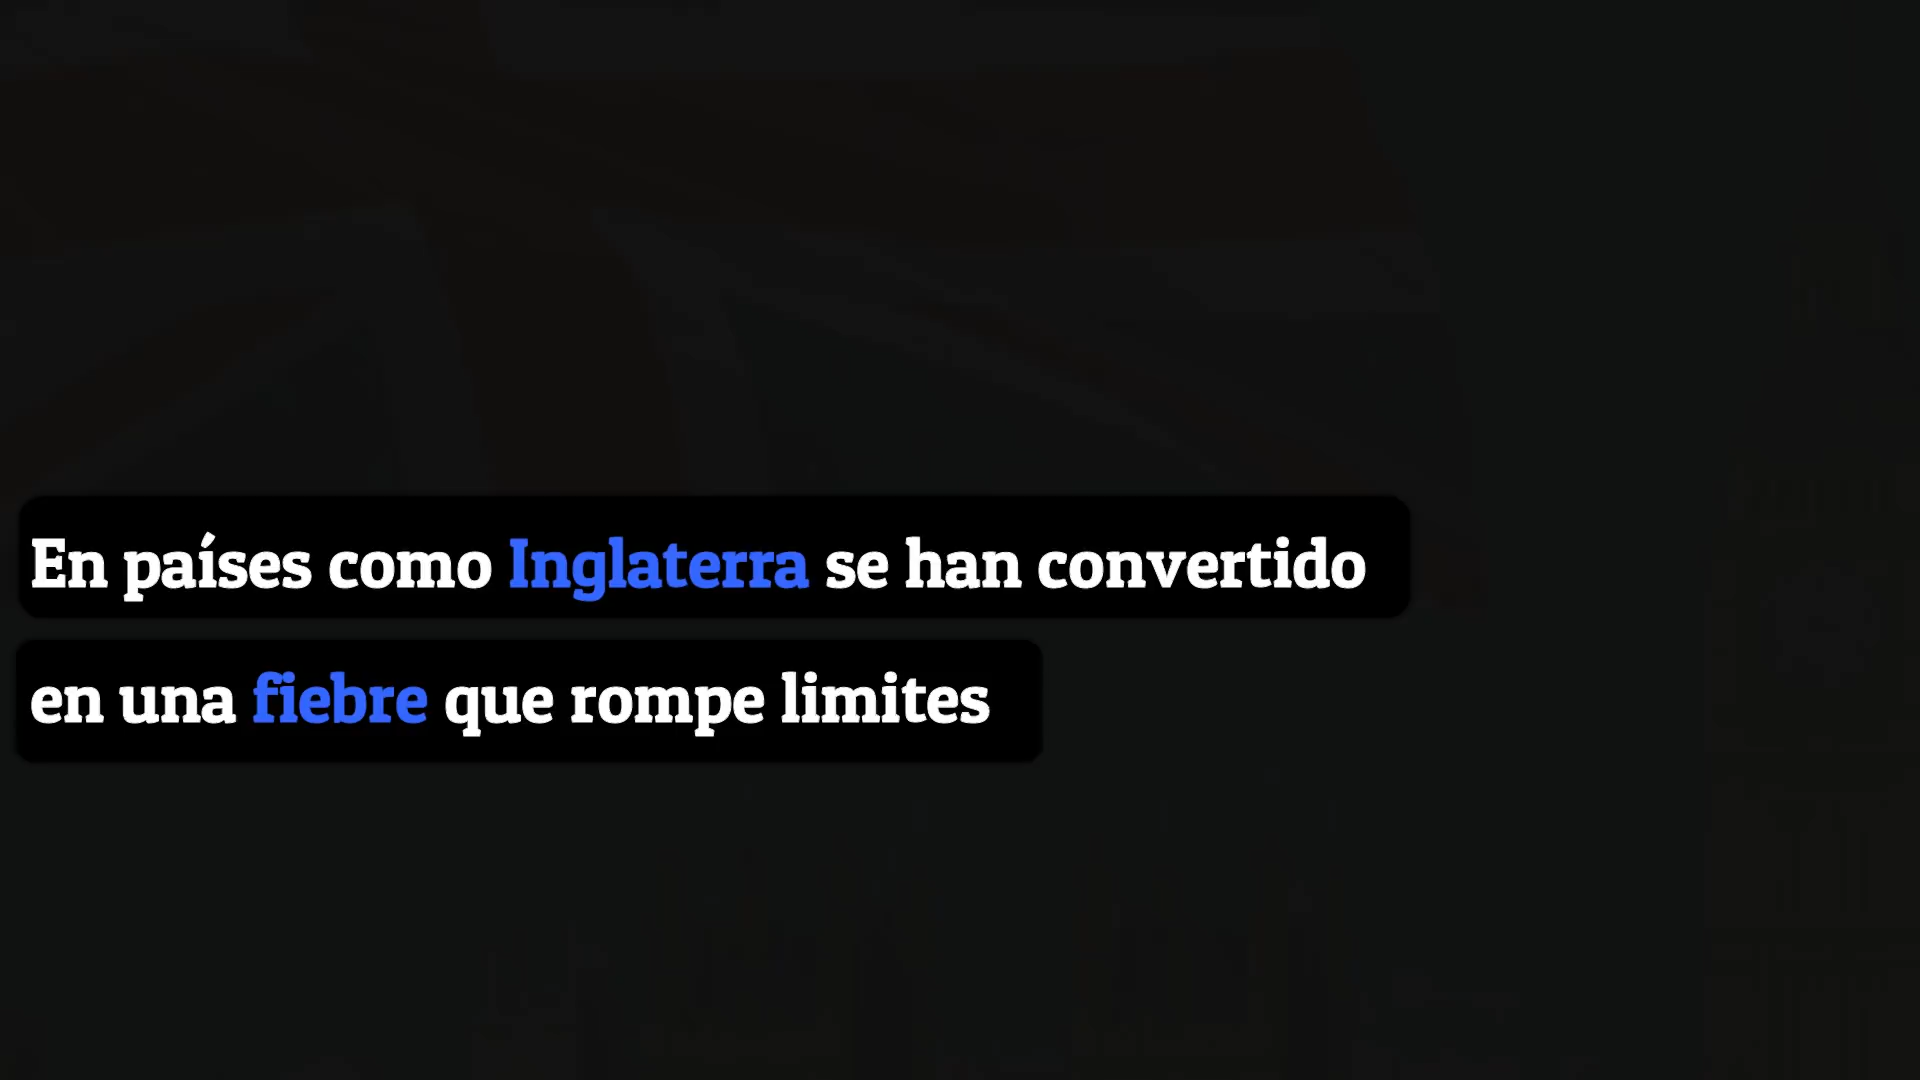 En países como Inglaterra se han convertido
en una fiebre que rompe limites